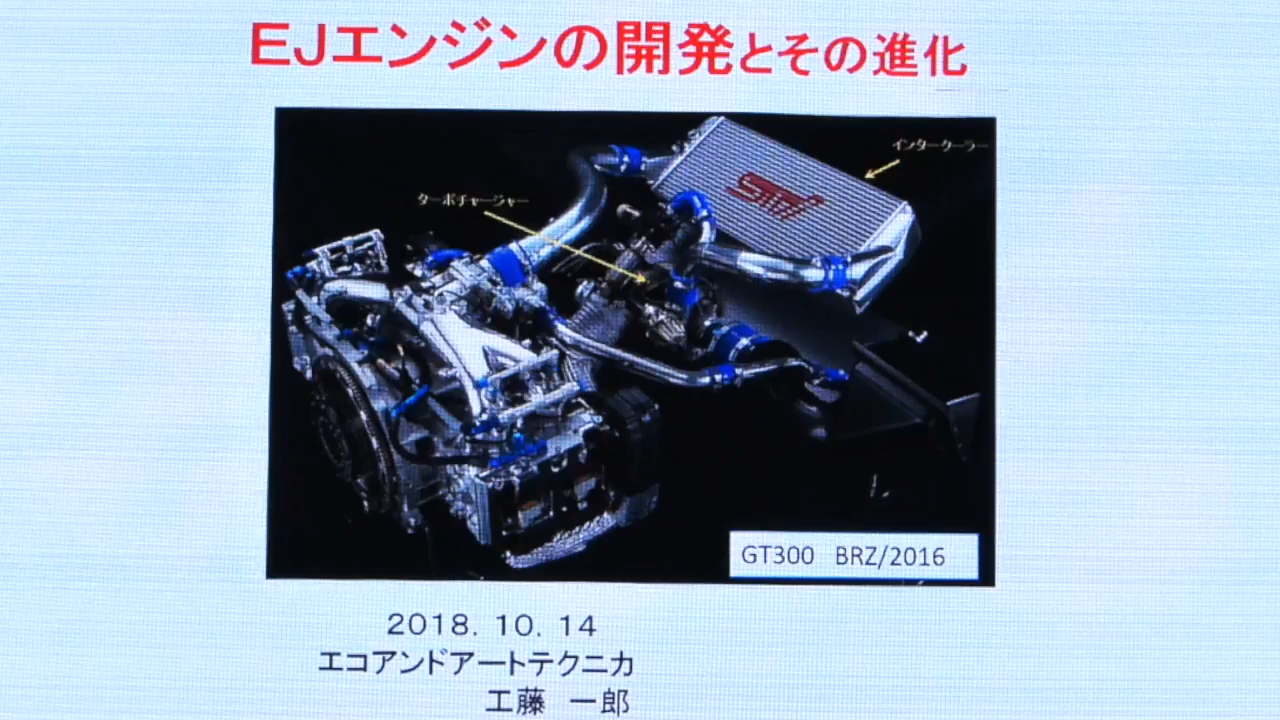 EJエンジンの開発とその進化
インタークーラー
STi
ターボチャージャー
GT300 BRZ/2016
2018. 10. 14
エコアンドアートテクニカ
工藤 一郎